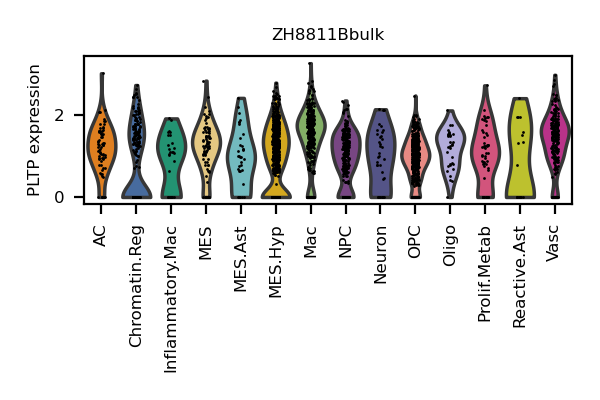 ZH8811Bbulk
PLTP expression
2
0
AC
Chromatin.Reg
Inflammatory.Mac
MES
MES.Ast
MES.Hyp
Mac
NPC
Neuron
OPC
Oligo
Prolif.Metab
Reactive.Ast
Vasc